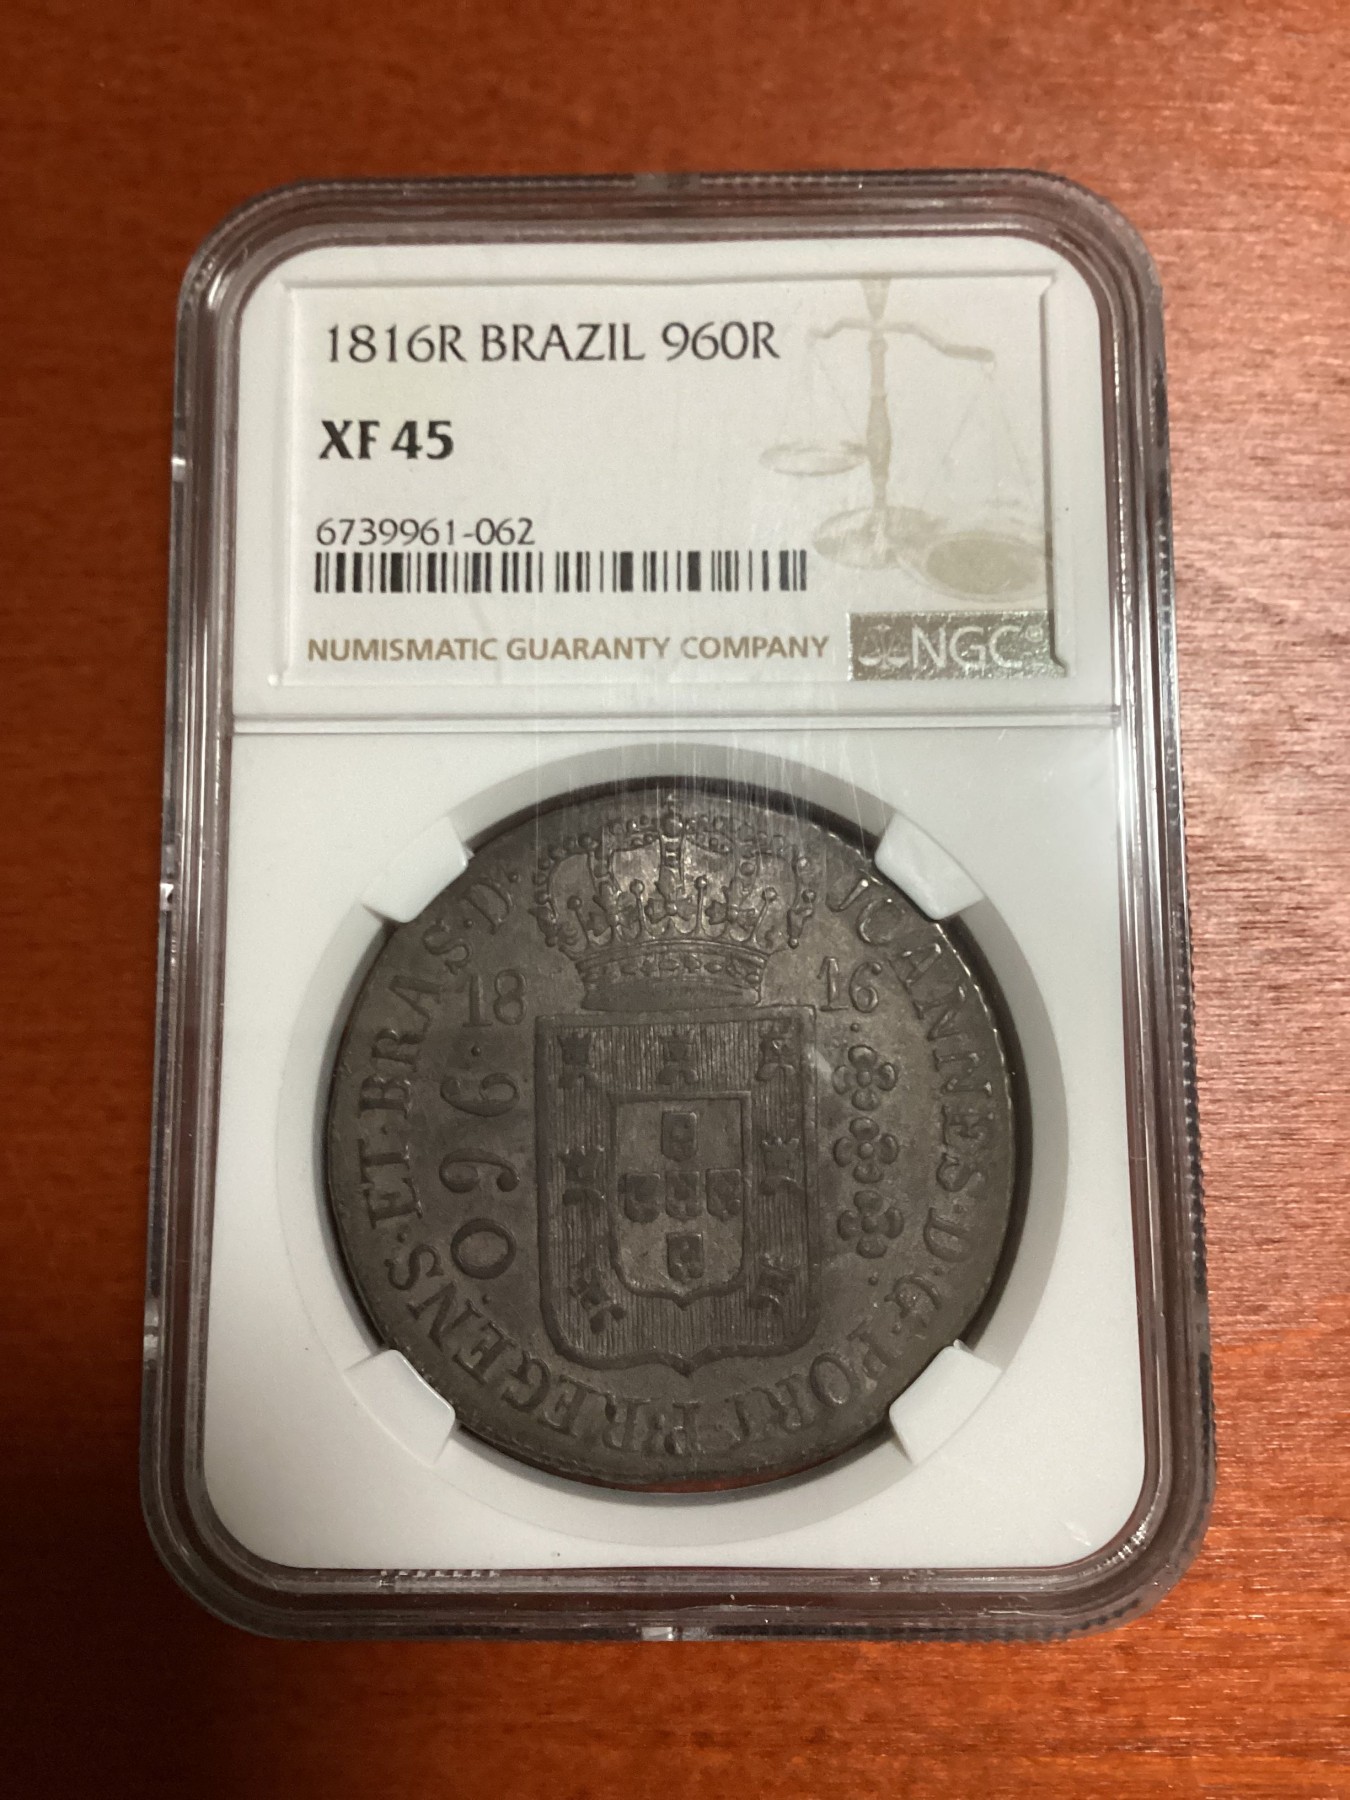 1816R BRAZIL 960R
XF 45
6739961-062
NUMISMATIC GUARANTY COMPANY
NGC®
JOANNES·D·G·PORT·P·REGENS·ET·BRAS·D·
18 16
·960·